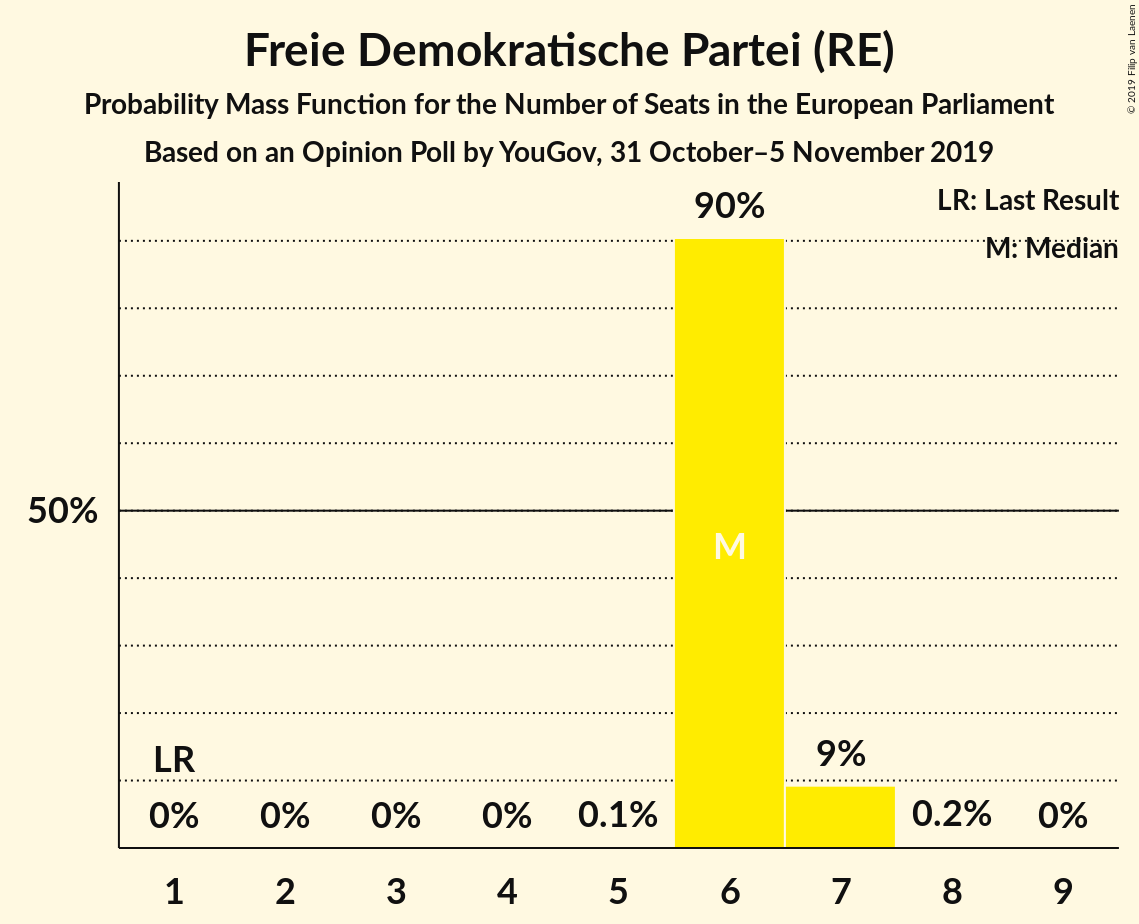 Freie Demokratische Partei (RE)
Probability Mass Function for the Number of Seats in the European Parliament
Based on an Opinion Poll by YouGov, 31 October–5 November 2019
© 2019 Filip van Laenen
LR: Last Result
M: Median
90%
50%
M
LR
9%
0% 0% 0% 0% 0.1% 0.2% 0%
1 2 3 4 5 6 7 8 9